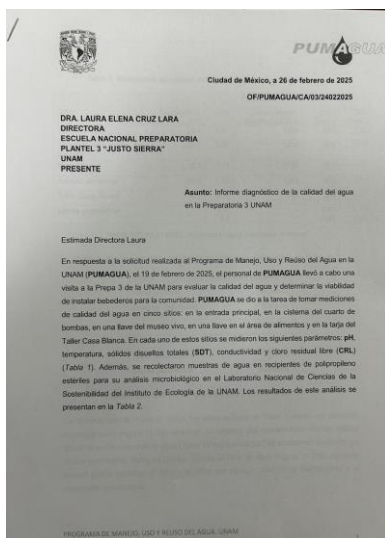 PUMAGUA
Ciudad de México, a 26 de febrero de 2025
OF/PUMAGUA/CA/03/24022025
DRA. LAURA ELENA CRUZ LARA
DIRECTORA
ESCUELA NACIONAL PREPARATORIA
PLANTEL 3 "JUSTO SIERRA"
UNAM
PRESENTE
Asunto: Informe diagnóstico de la calidad del agua
en la Preparatoria 3 UNAM
Estimada Directora Laura
En respuesta a la solicitud realizada al Programa de Manejo, Uso y Reúso del Agua en la
UNAM (PUMAGUA), el 19 de febrero de 2025, el personal de PUMAGUA llevó a cabo una
visita a la Prepa 3 de la UNAM para evaluar la calidad del agua y determinar la viabilidad
de instalar bebederos para la comunidad. PUMAGUA se dio a la tarea de tomar mediciones
de calidad del agua en cinco sitios: en la entrada principal, en la cisterna del cuarto de
bombas, en una llave del museo vivo, en una llave en el área de alimentos y en la tarja del
Taller Casa Blanca. En cada uno de estos sitios se midieron los siguientes parámetros: pH,
temperatura, sólidos disueltos totales (SDT), conductividad y cloro residual libre (CRL)
(Tabla 1). Además, se recolectaron muestras de agua en recipientes de polipropileno
estériles para su análisis microbiológico en el Laboratorio Nacional de Ciencias de la
Sostenibilidad del Instituto de Ecología de la UNAM. Los resultados de este análisis se
presentan en la Tabla 2.
PROGRAMA DE MANEJO, USO Y REUSO DEL AGUA, UNAM